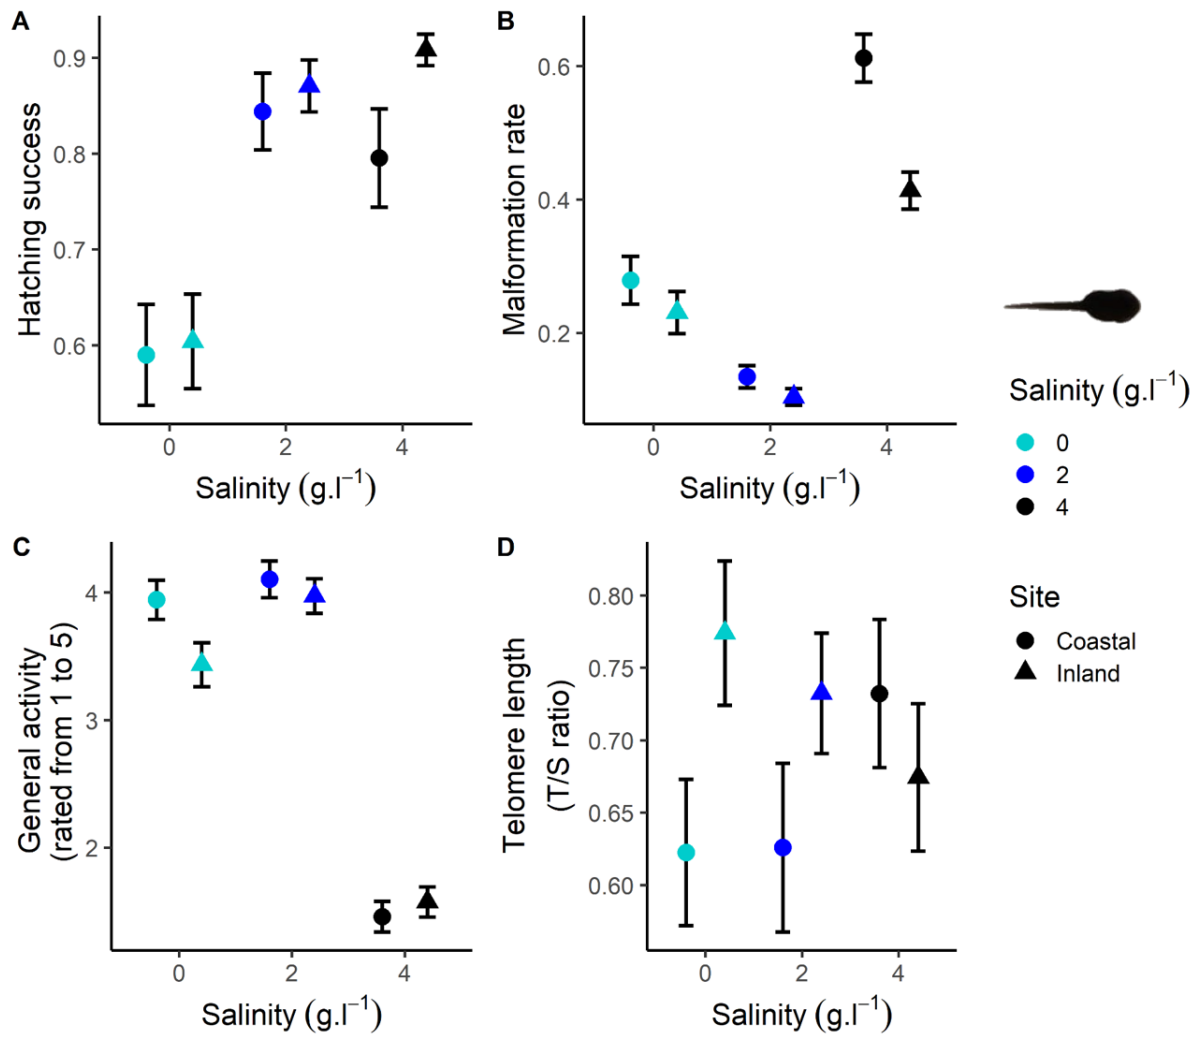 A
Hatching success
0.9
0.8
0.7
0.6
0 2 4
Salinity (g.l⁻¹)
B
Malformation rate
0.6
0.4
0.2
0 2 4
Salinity (g.l⁻¹)
Salinity (g.l⁻¹)
0
2
4
Site
Coastal
Inland
C
General activity
(rated from 1 to 5)
4
3
2
0 2 4
Salinity (g.l⁻¹)
D
Telomere length
(T/S ratio)
0.80
0.75
0.70
0.65
0.60
0 2 4
Salinity (g.l⁻¹)